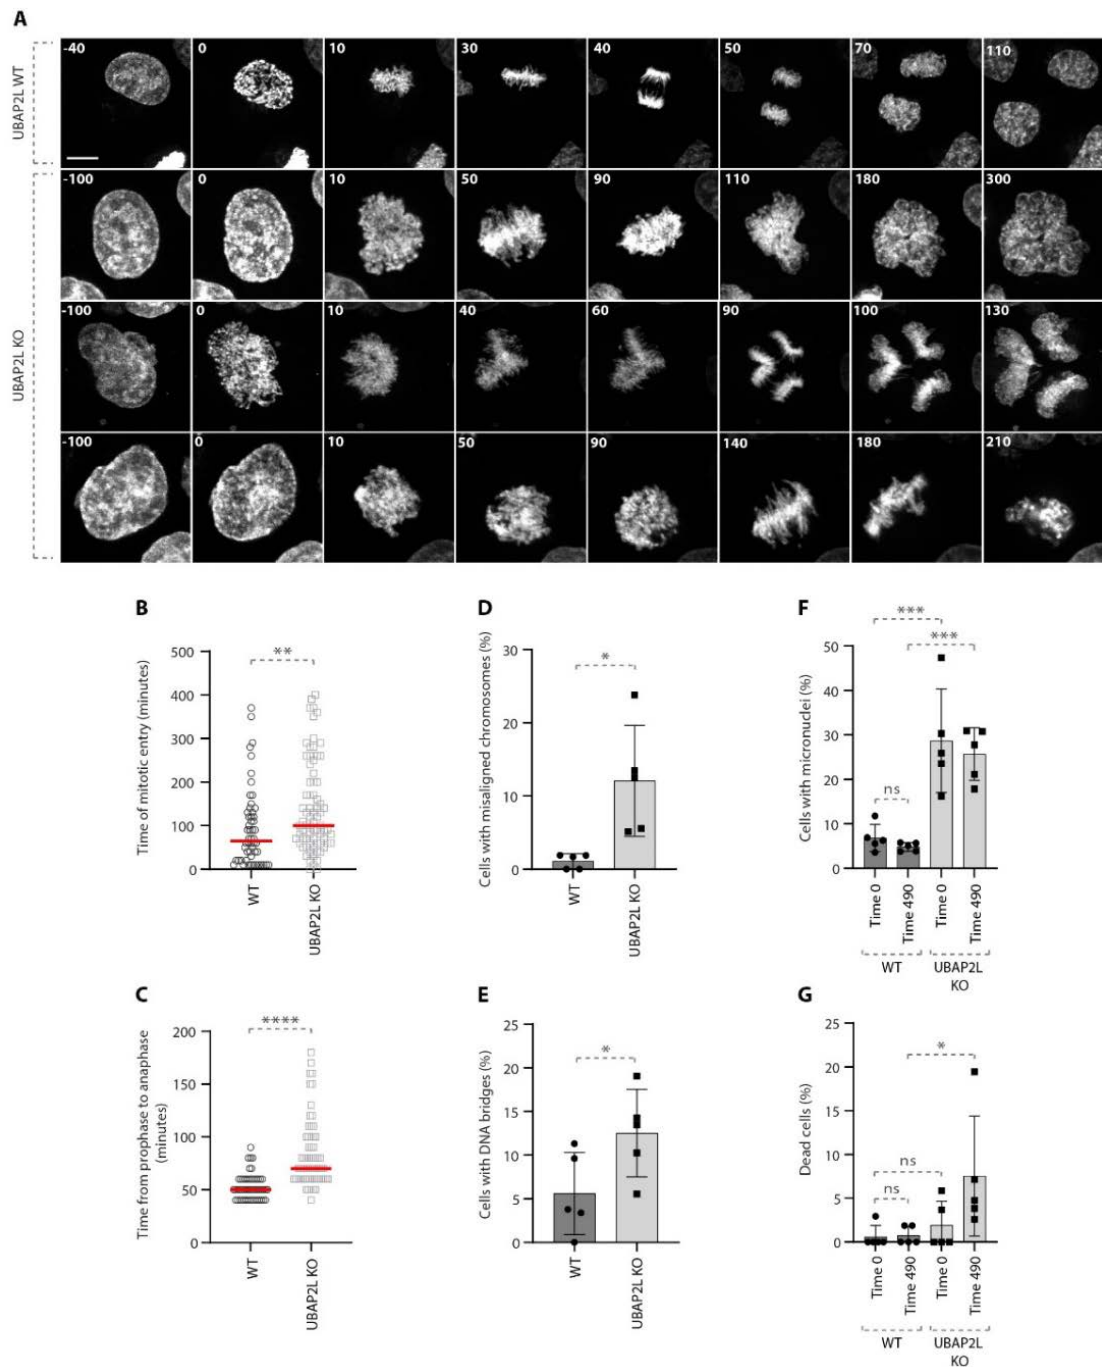 A
UBAP2L WT
-40 0 10 30 40 50 70 110
UBAP2L KO
-100 0 10 50 90 110 180 300
-100 0 10 40 60 90 100 130
-100 0 10 50 90 140 180 210
B
Time of mitotic entry (minutes)
500
400
300
200
100
0
**
WT
UBAP2L KO
D
Cells with misaligned chromosomes (%)
30
20
10
0
*
WT
UBAP2L KO
F
Cells with micronuclei (%)
50
40
30
20
10
0
***
***
ns
Time 0
Time 490
Time 0
Time 490
WT
UBAP2L
KO
C
Time from prophase to anaphase
(minutes)
200
150
100
50
0
****
WT
UBAP2L KO
E
Cells with DNA bridges (%)
25
20
15
10
5
0
*
WT
UBAP2L KO
G
Dead cells (%)
25
20
15
10
5
0
*
ns
ns
Time 0
Time 490
Time 0
Time 490
WT
UBAP2L
KO